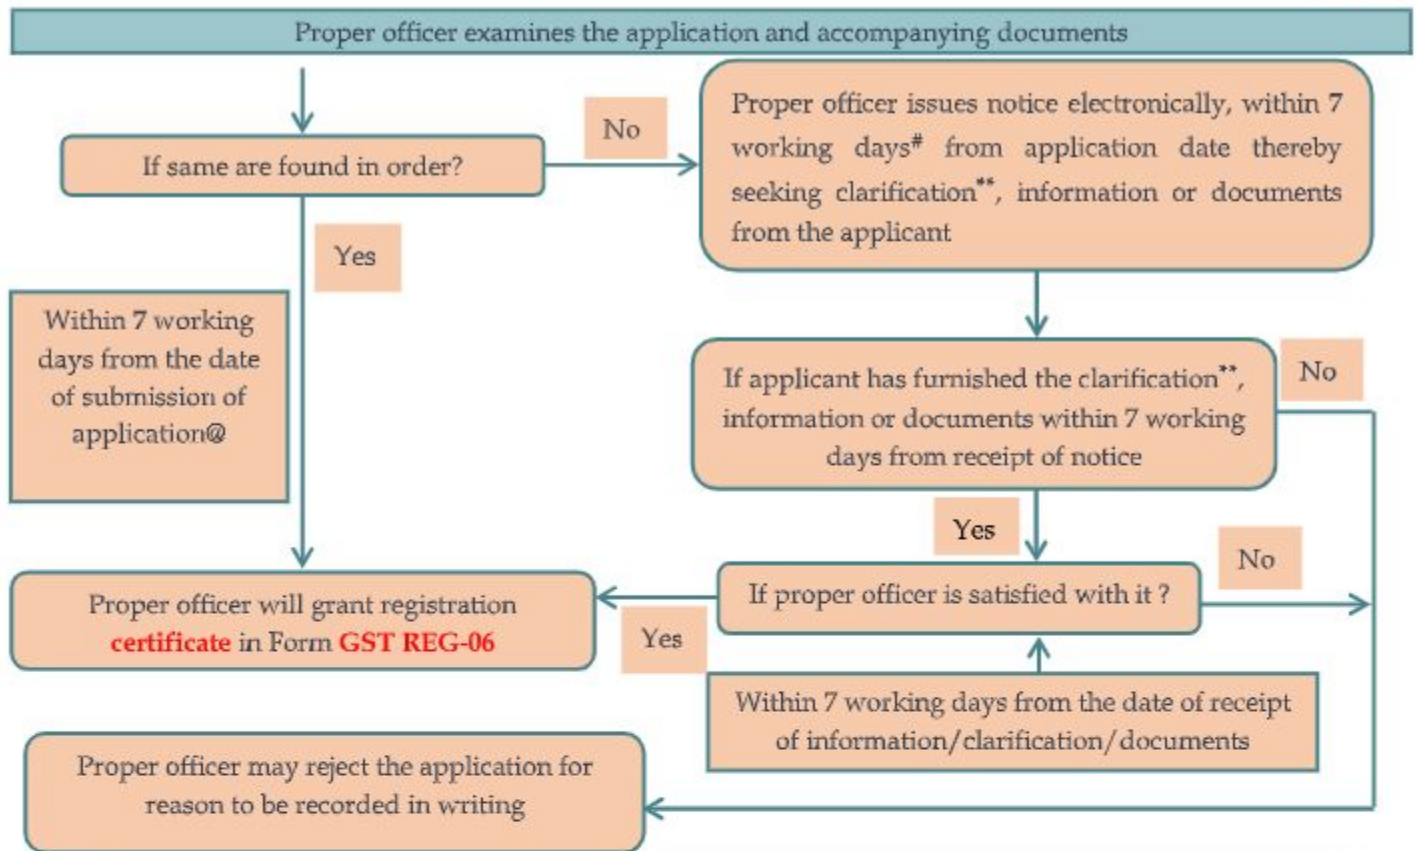 Proper officer examines the application and accompanying documents
If same are found in order?
No
Proper officer issues notice electronically, within 7
working days# from application date thereby
seeking clarification**, information or documents
from the applicant
Yes
Within 7 working
days from the date
of submission of
application@
If applicant has furnished the clarification**,
information or documents within 7 working
days from receipt of notice
No
Yes
If proper officer is satisfied with it ?
No
Proper officer will grant registration
certificate in Form GST REG-06
Yes
Within 7 working days from the date of receipt
of information/clarification/documents
Proper officer may reject the application for
reason to be recorded in writing